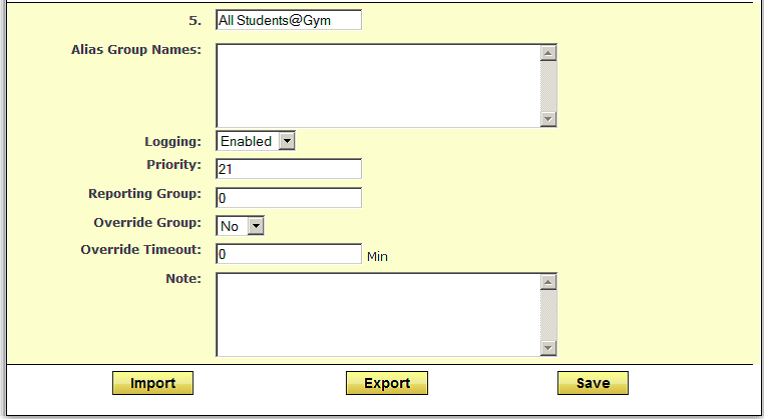 5. All Students@Gym
Alias Group Names:
Logging: Enabled
Priority: 21
Reporting Group: 0
Override Group: No
Override Timeout: 0 Min
Note:
Import Export Save